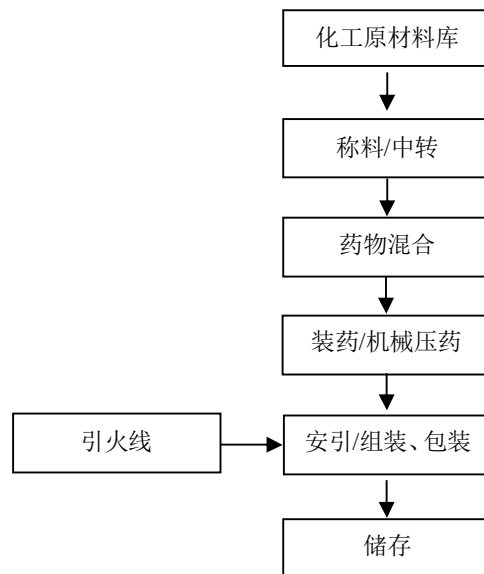 化工原材料库
称料/中转
药物混合
装药/机械压药
引火线
安引/组装、包装
储存